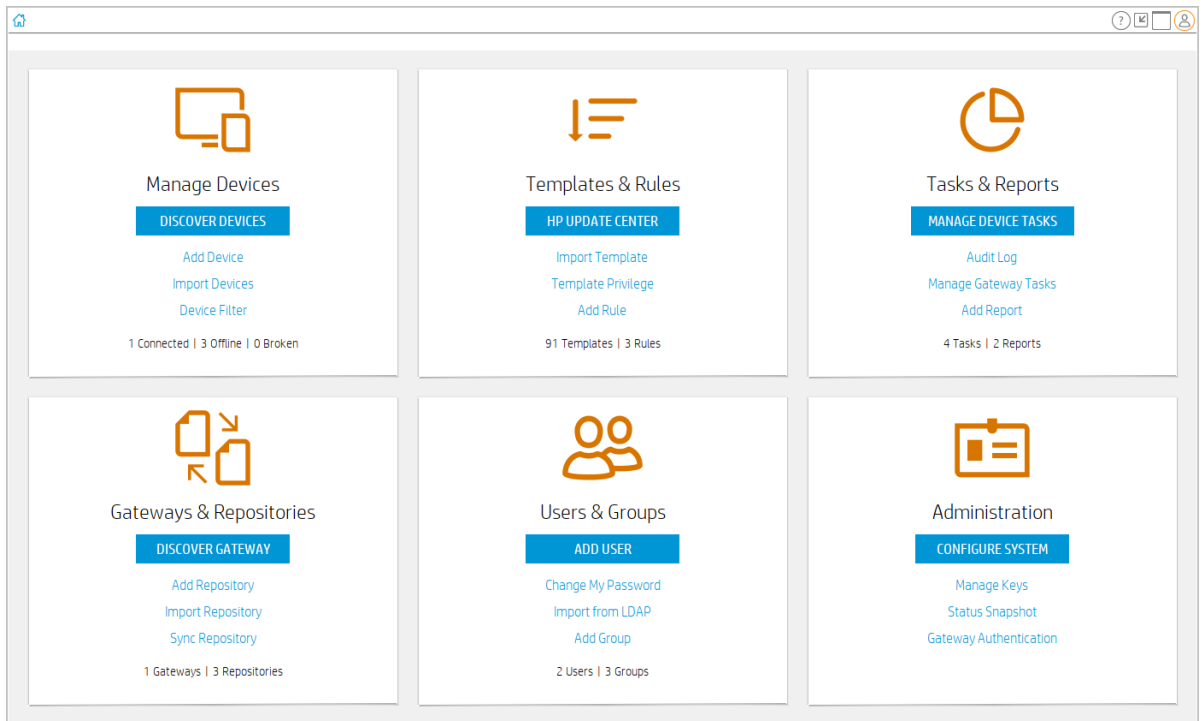 ?
Manage Devices
DISCOVER DEVICES
Add Device
Import Devices
Device Filter
1 Connected | 3 Offline | 0 Broken
Templates & Rules
HP UPDATE CENTER
Import Template
Template Privilege
Add Rule
91 Templates | 3 Rules
Tasks & Reports
MANAGE DEVICE TASKS
Audit Log
Manage Gateway Tasks
Add Report
4 Tasks | 2 Reports
Gateways & Repositories
DISCOVER GATEWAY
Add Repository
Import Repository
Sync Repository
1 Gateways | 3 Repositories
Users & Groups
ADD USER
Change My Password
Import from LDAP
Add Group
2 Users | 3 Groups
Administration
CONFIGURE SYSTEM
Manage Keys
Status Snapshot
Gateway Authentication